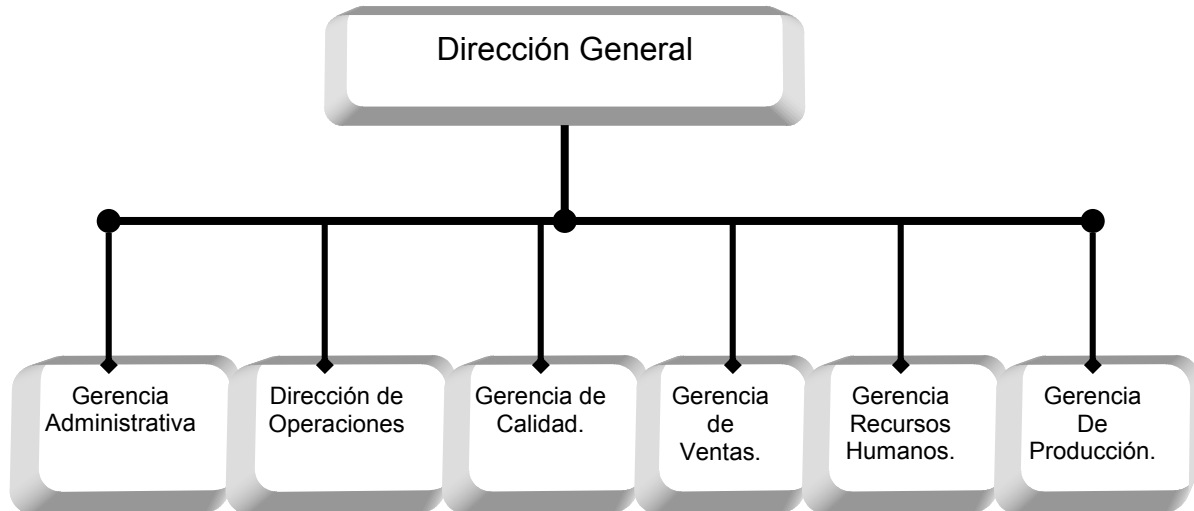 Dirección General
Gerencia
Administrativa
Dirección de
Operaciones
Gerencia de
Calidad.
Gerencia
de
Ventas.
Gerencia
Recursos
Humanos.
Gerencia
De
Producción.